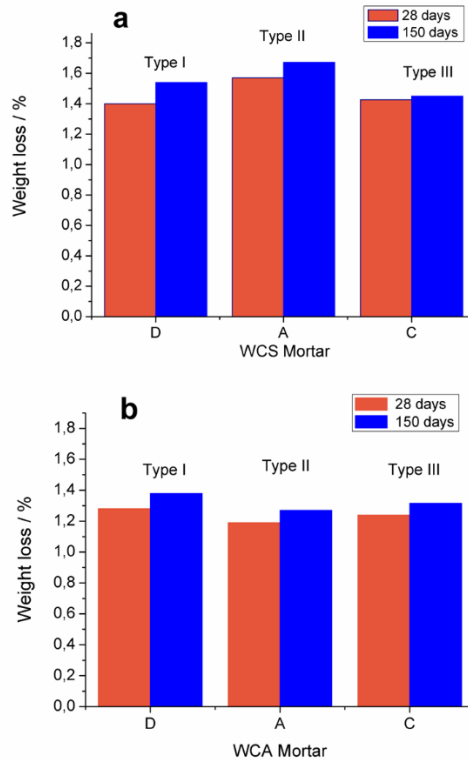 a
28 days
150 days
Type I
Type II
Type III
Weight loss / %
1,8
1,6
1,4
1,2
1,0
0,8
0,6
0,4
0,2
0,0
D
A
C
WCS Mortar
b
28 days
150 days
Type I
Type II
Type III
Weight loss / %
1,8
1,6
1,4
1,2
1,0
0,8
0,6
0,4
0,2
0,0
D
A
C
WCA Mortar